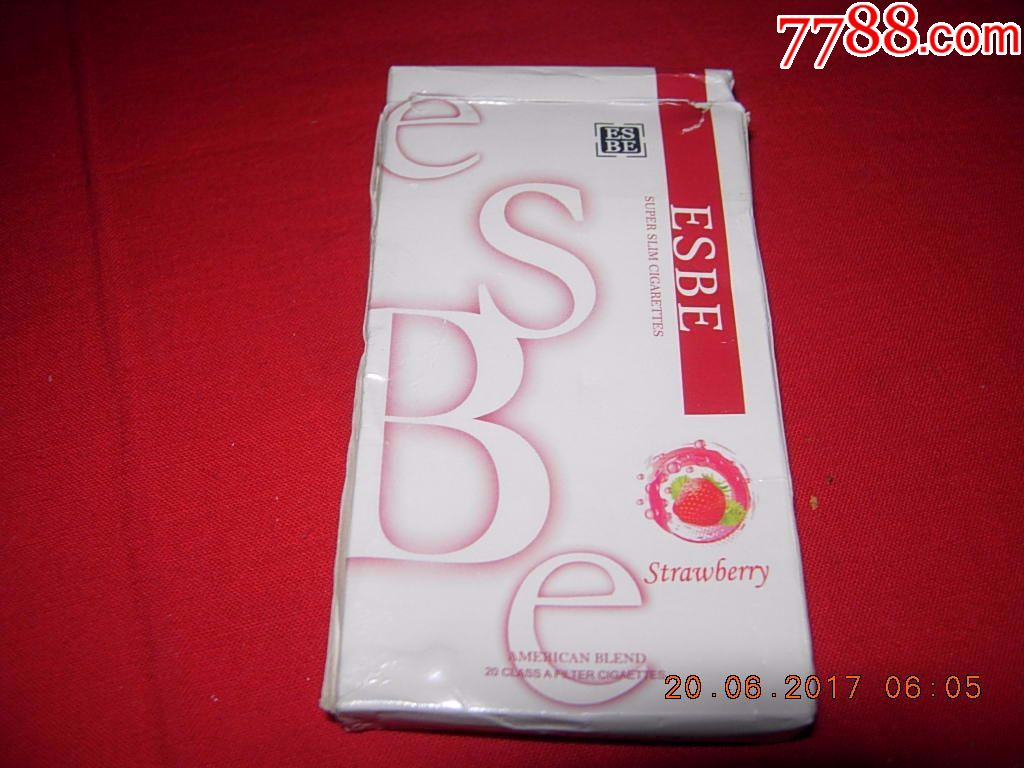 7788.com
ES
BE
ESBE
SUPER SLIM CIGARETTES
e
s
B
e
Strawberry
AMERICAN BLEND
20 CLASS A FILTER CIGAETTES
20.06.2017 06:05